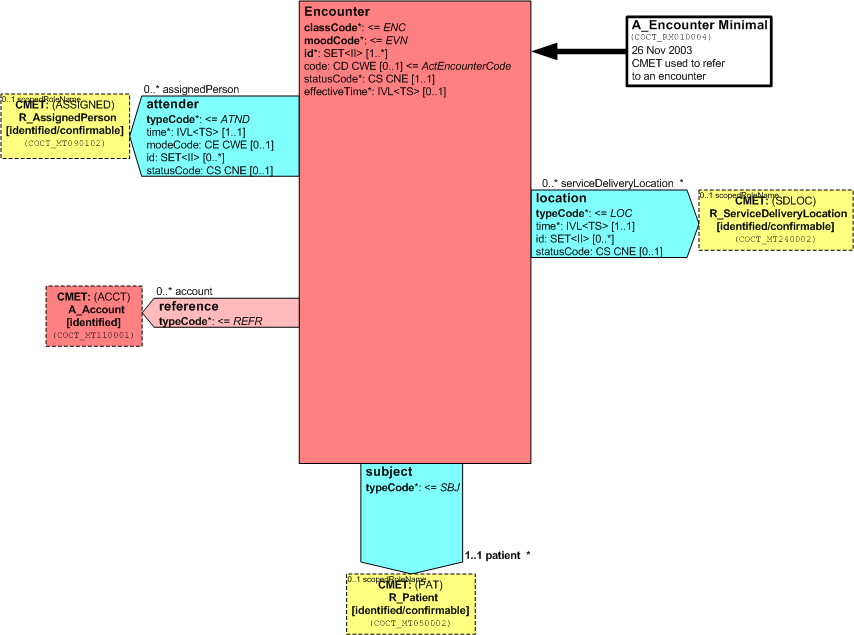 Encounter
classCode*: <= ENC
moodCode*: <= EVN
id*: SET<II> [1..*]
code: CD CWE [0..1] <= ActEncounterCode
statusCode*: CS CNE [1..1]
effectiveTime*: IVL<TS> [0..1]
A_Encounter Minimal
(COCT_RM010004)
26 Nov 2003
CMET used to refer
to an encounter
0..* assignedPerson
attender
typeCode*: <= ATND
time*: IVL<TS> [1..1]
modeCode: CE CWE [0..1]
id: SET<II> [0..*]
statusCode: CS CNE [0..1]
0..1 scopedRoleName
CMET: (ASSIGNED)
R_AssignedPerson
[identified/confirmable]
(COCT_MT090102)
0..* serviceDeliveryLocation *
location
typeCode*: <= LOC
time*: IVL<TS> [1..1]
id: SET<II> [0..*]
statusCode: CS CNE [0..1]
0..1 scopedRoleName
CMET: (SDLOC)
R_ServiceDeliveryLocation
[identified/confirmable]
(COCT_MT240002)
0..* account
reference
typeCode*: <= REFR
CMET: (ACCT)
A_Account
[identified]
(COCT_MT110001)
subject
typeCode*: <= SBJ
1..1 patient *
0..1 scopedRoleName
CMET: (PAT)
R_Patient
[identified/confirmable]
(COCT_MT050002)